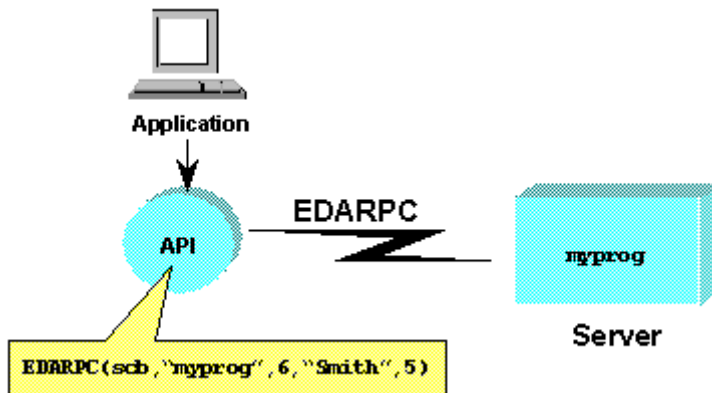 Application
API
EDARPC
myprog
Server
EDARPC(scb,"myprog",6,"Smith",5)